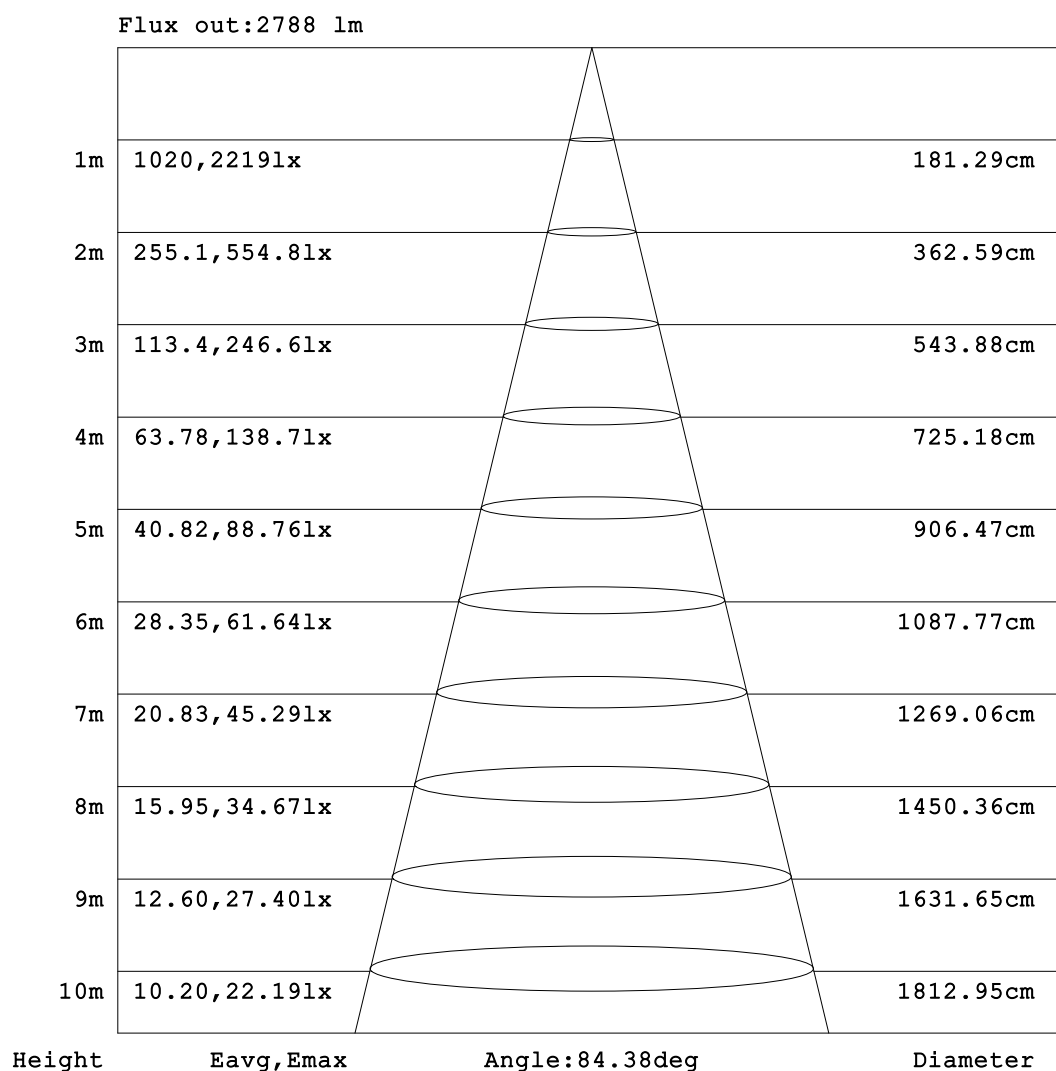 Flux out:2788 lm
1m 1020,2219lx 181.29cm
2m 255.1,554.8lx 362.59cm
3m 113.4,246.6lx 543.88cm
4m 63.78,138.7lx 725.18cm
5m 40.82,88.76lx 906.47cm
6m 28.35,61.64lx 1087.77cm
7m 20.83,45.29lx 1269.06cm
8m 15.95,34.67lx 1450.36cm
9m 12.60,27.40lx 1631.65cm
10m 10.20,22.19lx 1812.95cm
Height Eavg,Emax Angle:84.38deg Diameter